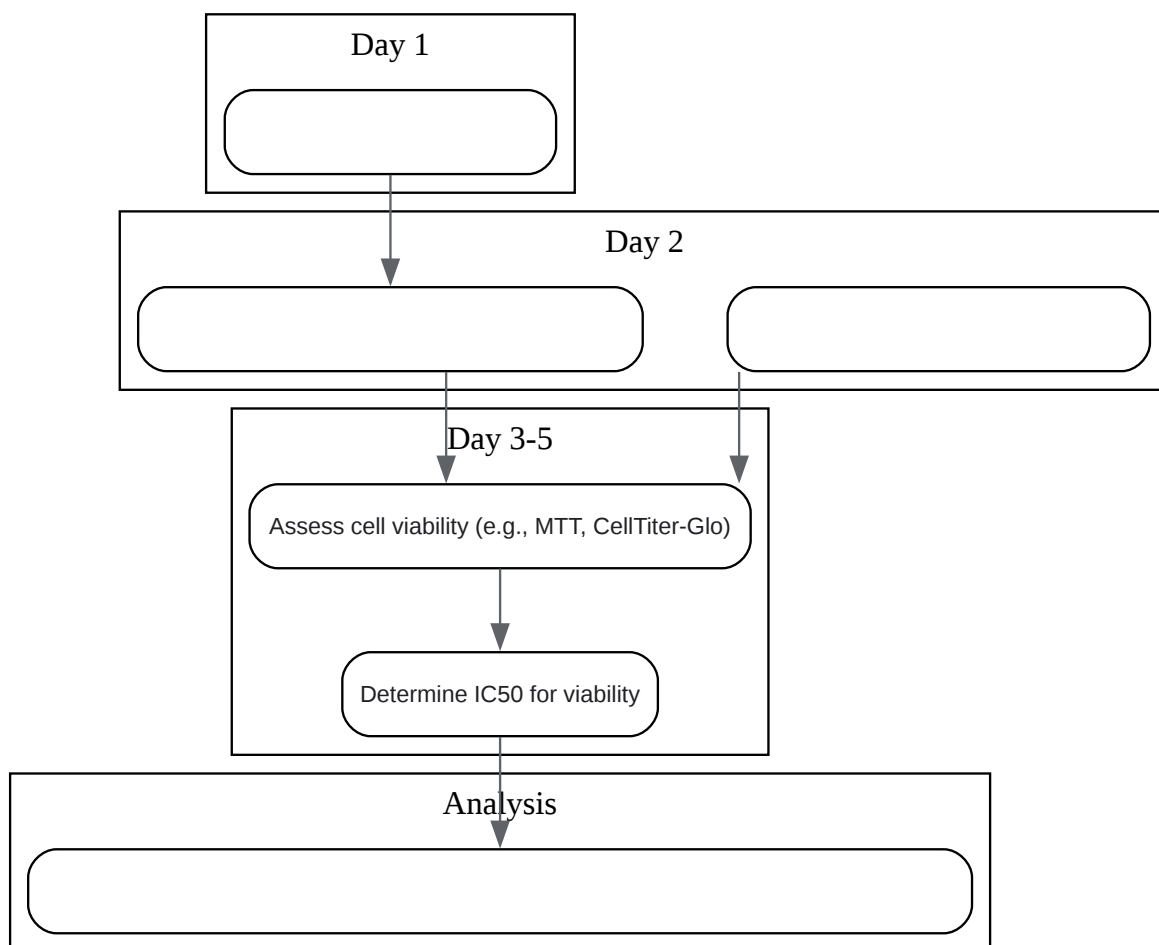 Day 1
Day 2
Day 3-5
Assess cell viability (e.g., MTT, CellTiter-Glo)
Determine IC50 for viability
Analysis